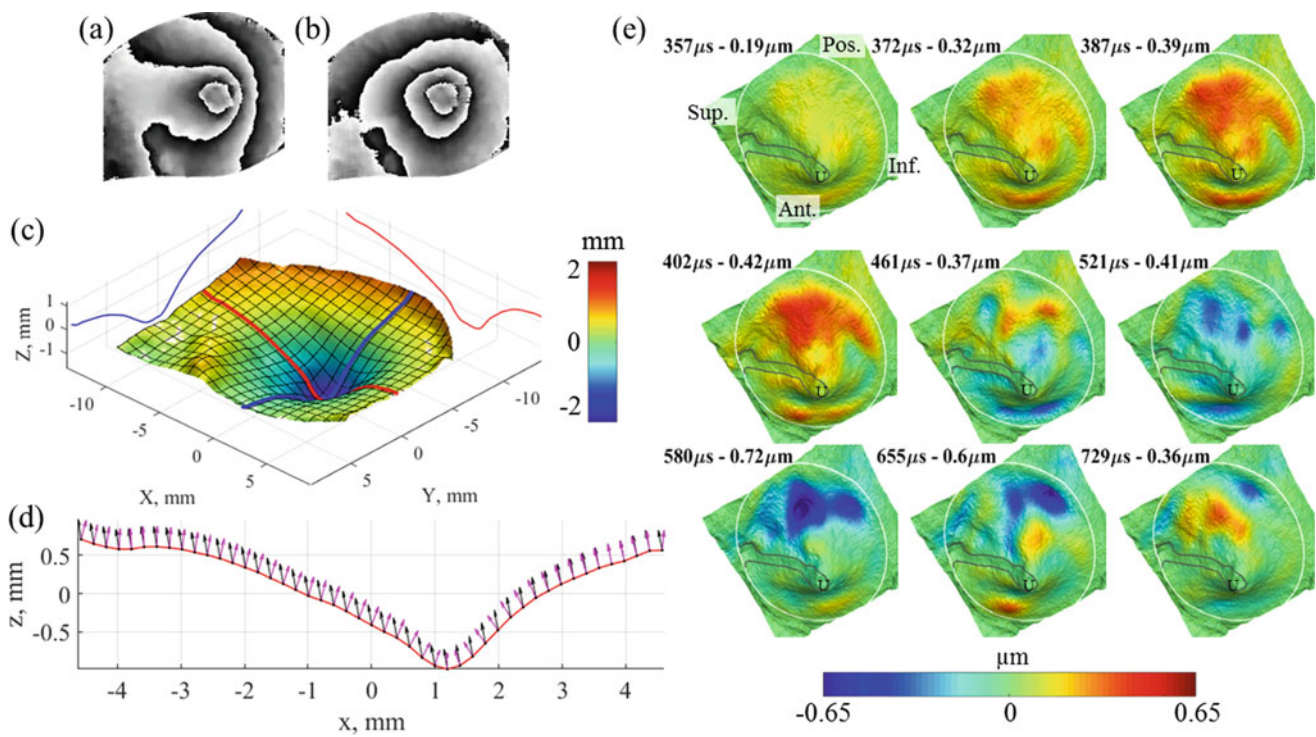 (a)
(b)
(c)
mm
2
0
-2
Z, mm
1
0
-1
-10
-5
0
5
X, mm
-10
-5
0
5
Y, mm
(d)
z, mm
0.5
0
-0.5
-4 -3 -2 -1 0 1 2 3 4
x, mm
(e)
357μs - 0.19μm Pos. 372μs - 0.32μm 387μs - 0.39μm
Sup.
Inf.
Ant.
U U U
402μs - 0.42μm 461μs - 0.37μm 521μs - 0.41μm
U U U
580μs - 0.72μm 655μs - 0.6μm 729μs - 0.36μm
U U U
μm
-0.65 0 0.65